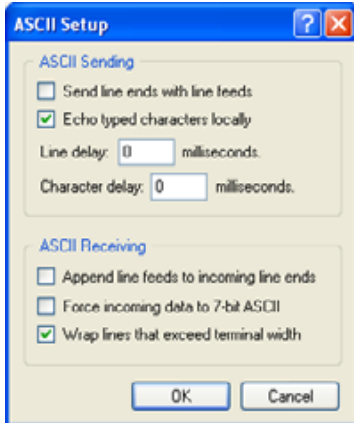 ASCII Setup
ASCII Sending
Send line ends with line feeds
Echo typed characters locally
Line delay: 0 milliseconds.
Character delay: 0 milliseconds.
ASCII Receiving
Append line feeds to incoming line ends
Force incoming data to 7-bit ASCII
Wrap lines that exceed terminal width
OK Cancel